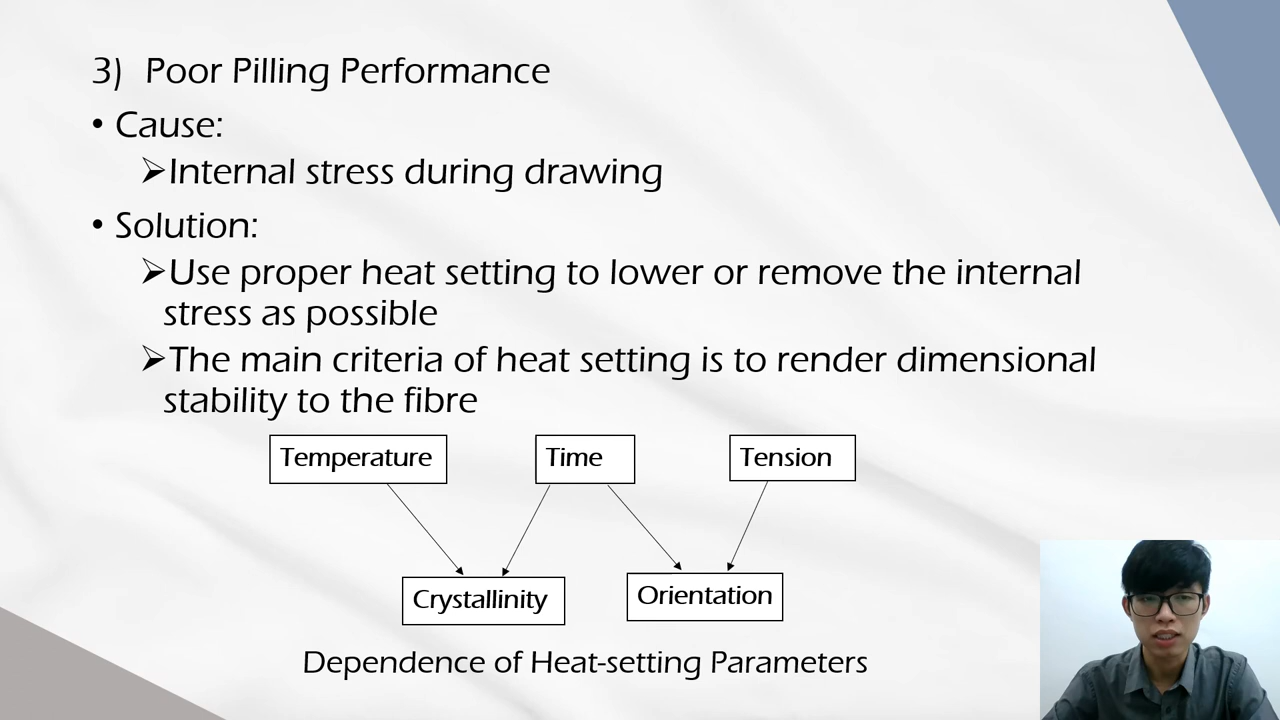 3) Poor Pilling Performance
• Cause:
➢Internal stress during drawing
• Solution:
➢Use proper heat setting to lower or remove the internal
stress as possible
➢The main criteria of heat setting is to render dimensional
stability to the fibre
Temperature
Time
Tension
Crystallinity
Orientation
Dependence of Heat-setting Parameters